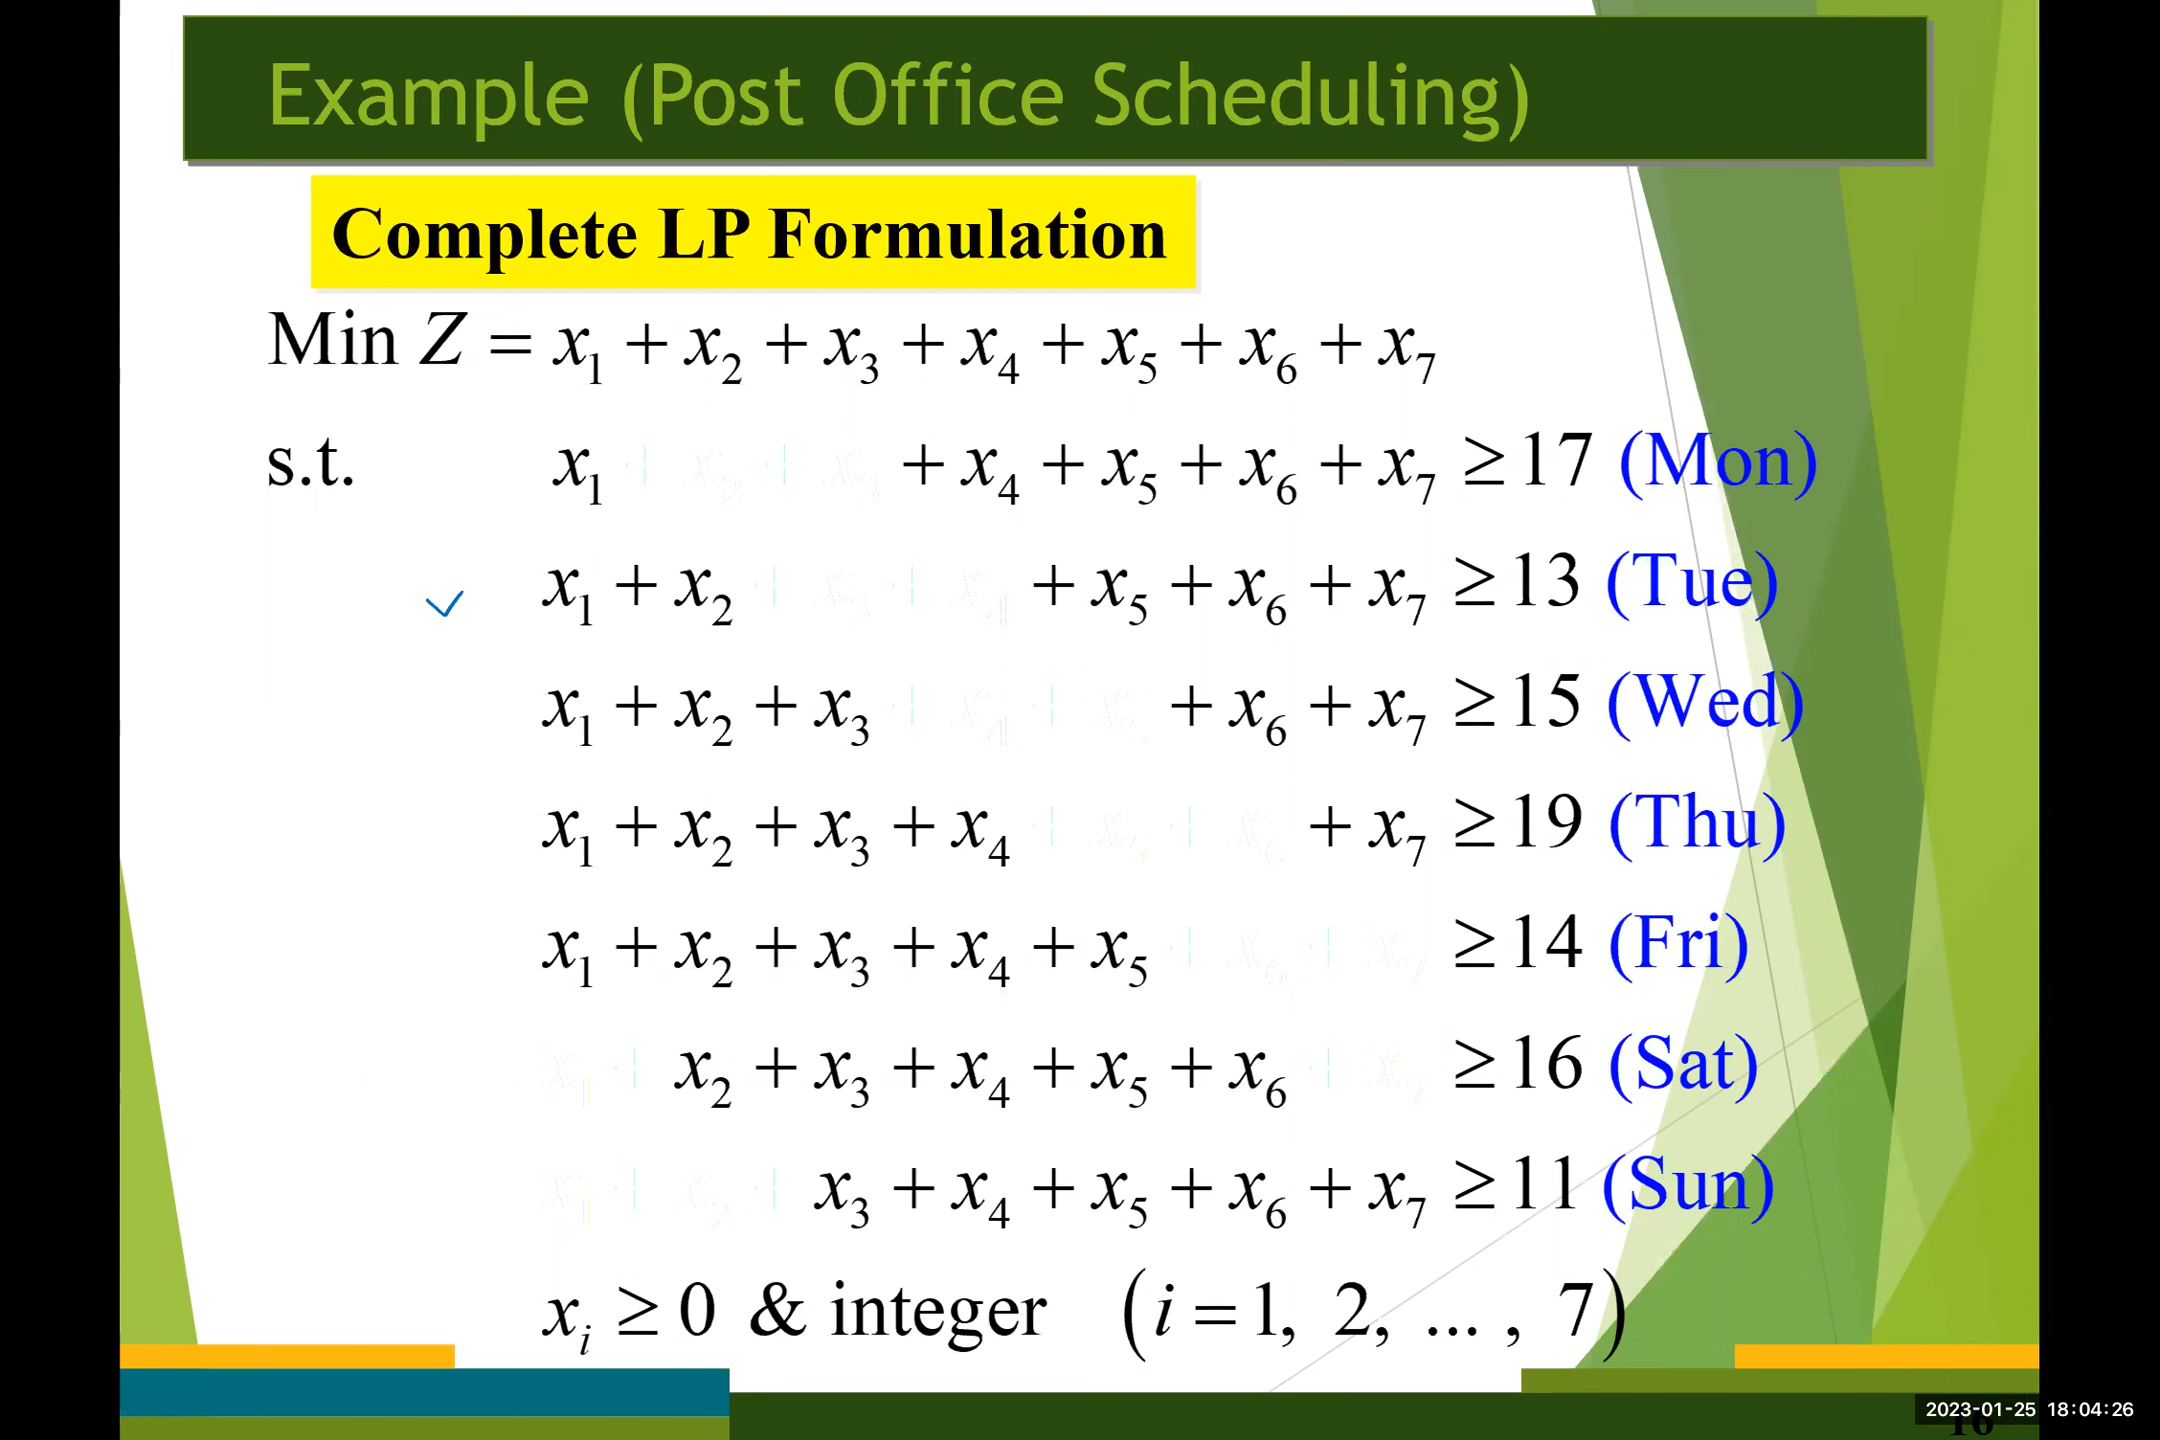 Example (Post Office Scheduling)
Complete LP Formulation
Min Z = x₁ + x₂ + x₃ + x₄ + x₅ + x₆ + x₇
s.t. x₁ + x₄ + x₅ + x₆ + x₇ ≥ 17 (Mon)
x₁ + x₂ + x₅ + x₆ + x₇ ≥ 13 (Tue)
x₁ + x₂ + x₃ + x₆ + x₇ ≥ 15 (Wed)
x₁ + x₂ + x₃ + x₄ + x₇ ≥ 19 (Thu)
x₁ + x₂ + x₃ + x₄ + x₅ ≥ 14 (Fri)
x₂ + x₃ + x₄ + x₅ + x₆ ≥ 16 (Sat)
x₃ + x₄ + x₅ + x₆ + x₇ ≥ 11 (Sun)
xᵢ ≥ 0 & integer (i = 1, 2, ... , 7)
2023-01-25 18:04:26
16